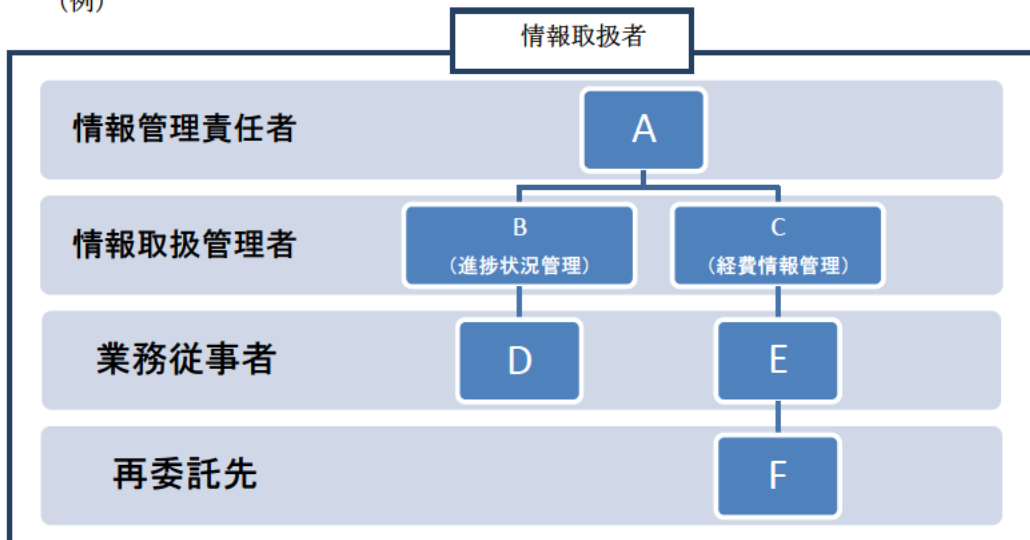 (例)
情報取扱者
情報管理責任者
A
情報取扱管理者
B
(進捗状況管理)
C
(経費情報管理)
業務従事者
D
E
再委託先
F